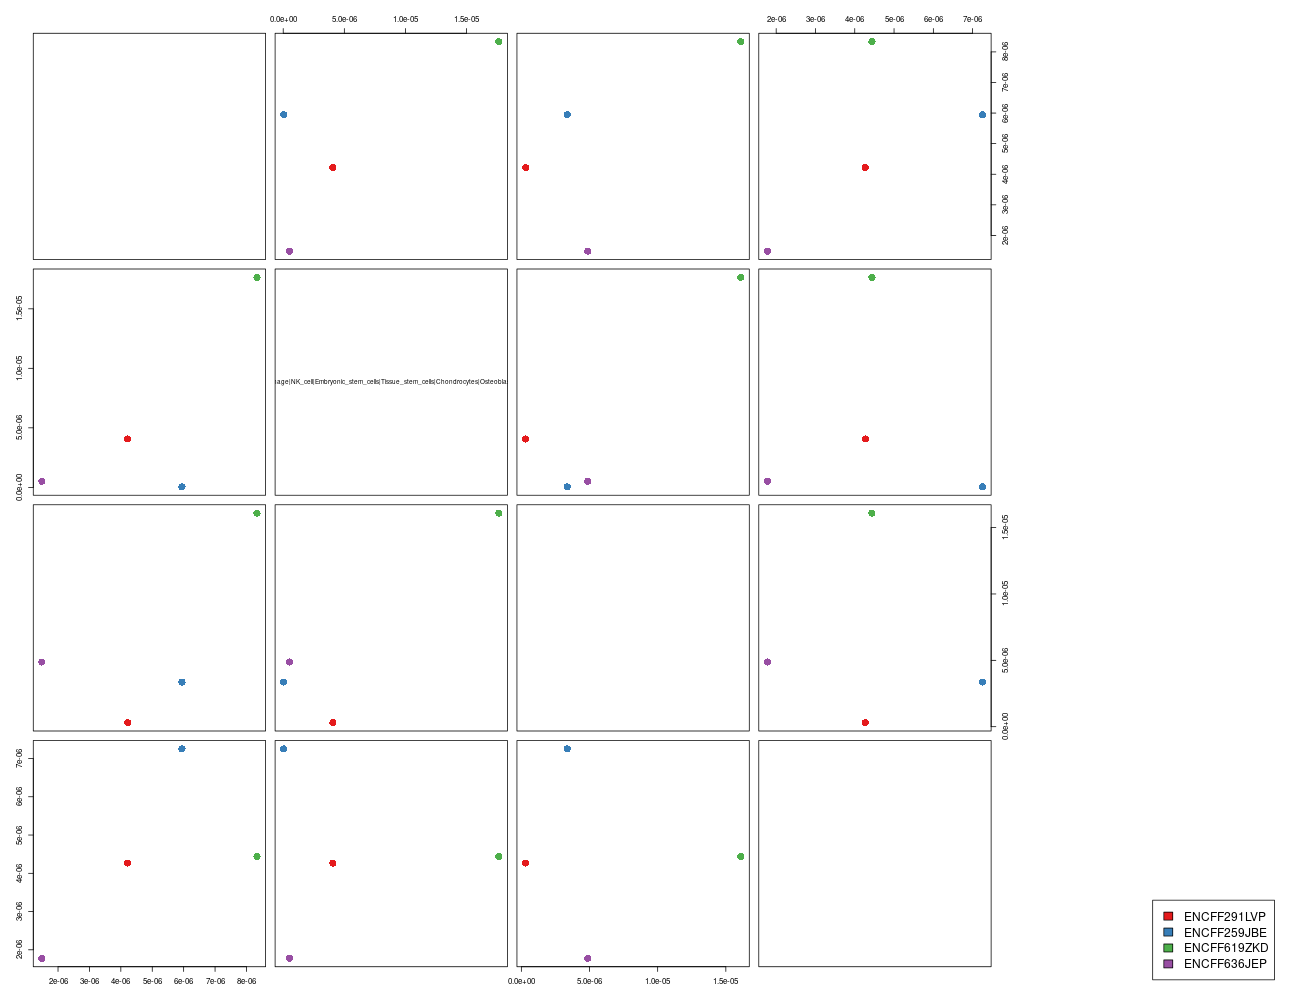 0.0e+00 5.0e-06 1.0e-05 1.5e-05
2e-06 3e-06 4e-06 5e-06 6e-06 7e-06
2e-06 3e-06 4e-06 5e-06 6e-06 7e-06 8e-06
0.0e+00 5.0e-06 1.0e-05 1.5e-05
age|NK_cell|Embryonic_stem_cells|Tissue_stem_cells|Chondrocytes|Osteobla
0.0e+00 5.0e-06 1.0e-05 1.5e-05
2e-06 3e-06 4e-06 5e-06 6e-06 7e-06
2e-06 3e-06 4e-06 5e-06 6e-06 7e-06 8e-06
0.0e+00 5.0e-06 1.0e-05 1.5e-05
ENCFF291LVP
ENCFF259JBE
ENCFF619ZKD
ENCFF636JEP